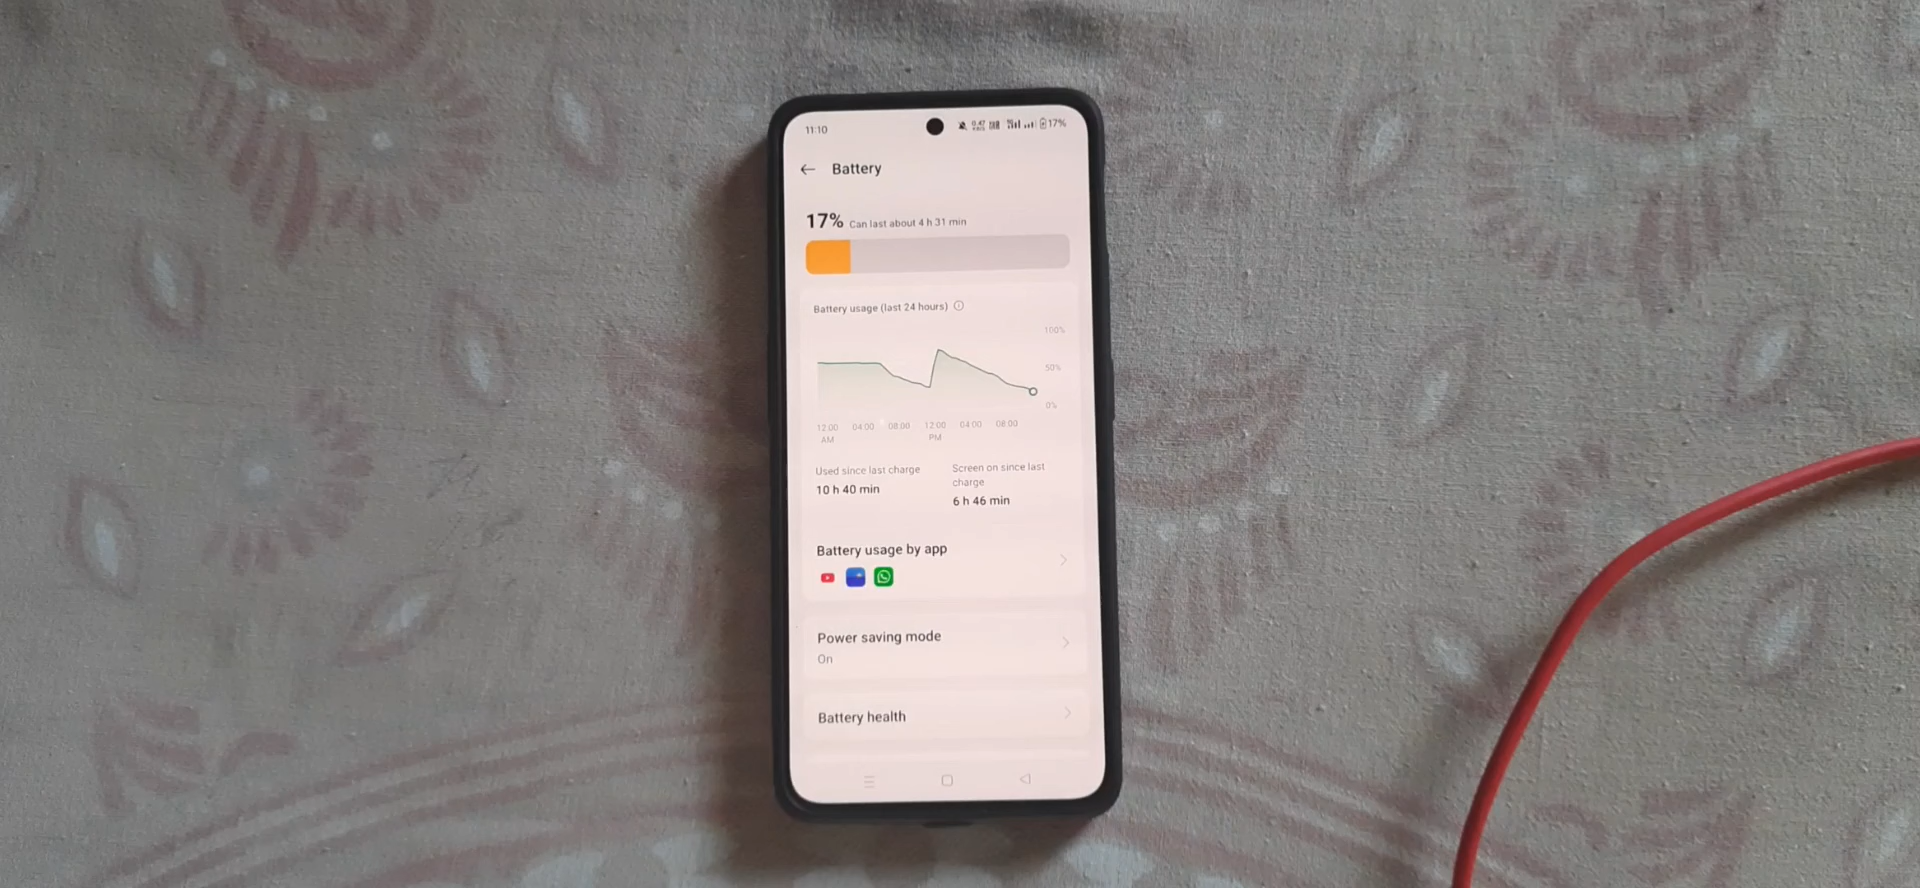 11:10
17%
Battery
17% Can last about 4 h 31 min
Battery usage (last 24 hours)
100%
50%
0%
12:00 04:00 08:00 12:00 04:00 08:00
AM PM
Used since last charge
10 h 40 min
Screen on since last
charge
6 h 46 min
Battery usage by app
Power saving mode
On
Battery health